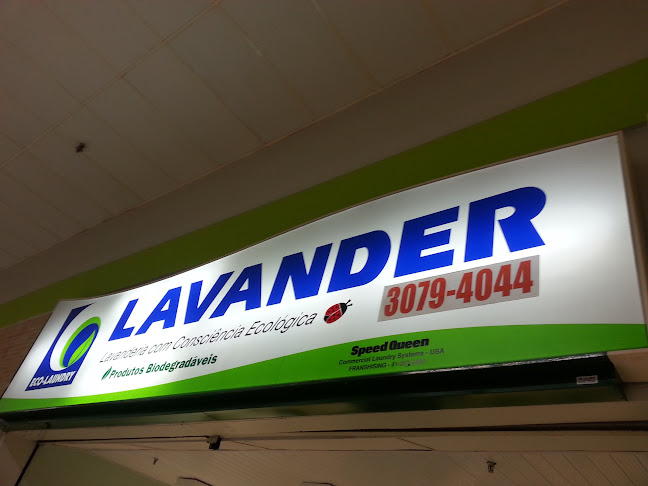 LAVANDER
3079-4044
Lavanderia com Consciência Ecológica
Produtos Biodegradáveis
ECO-LAUNDRY
Speed Queen
Commercial Laundry Systems - USA
FRANSHISING -